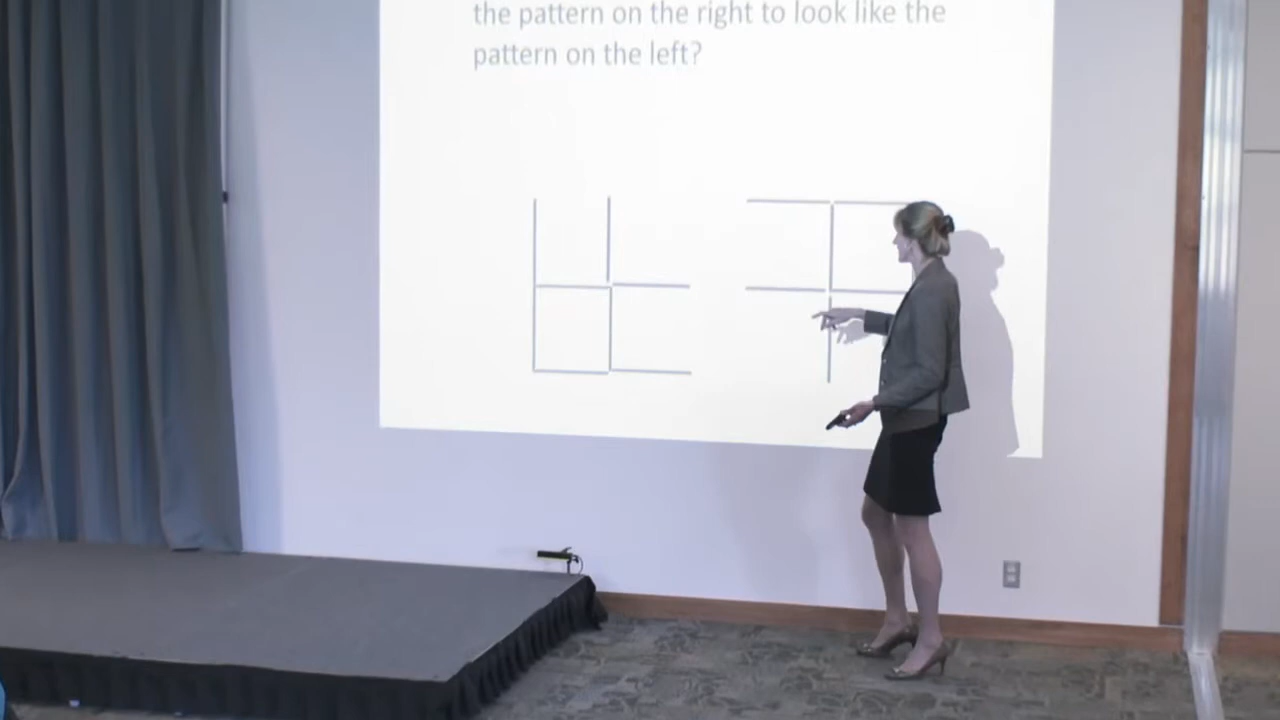 the pattern on the right to look like the
pattern on the left?